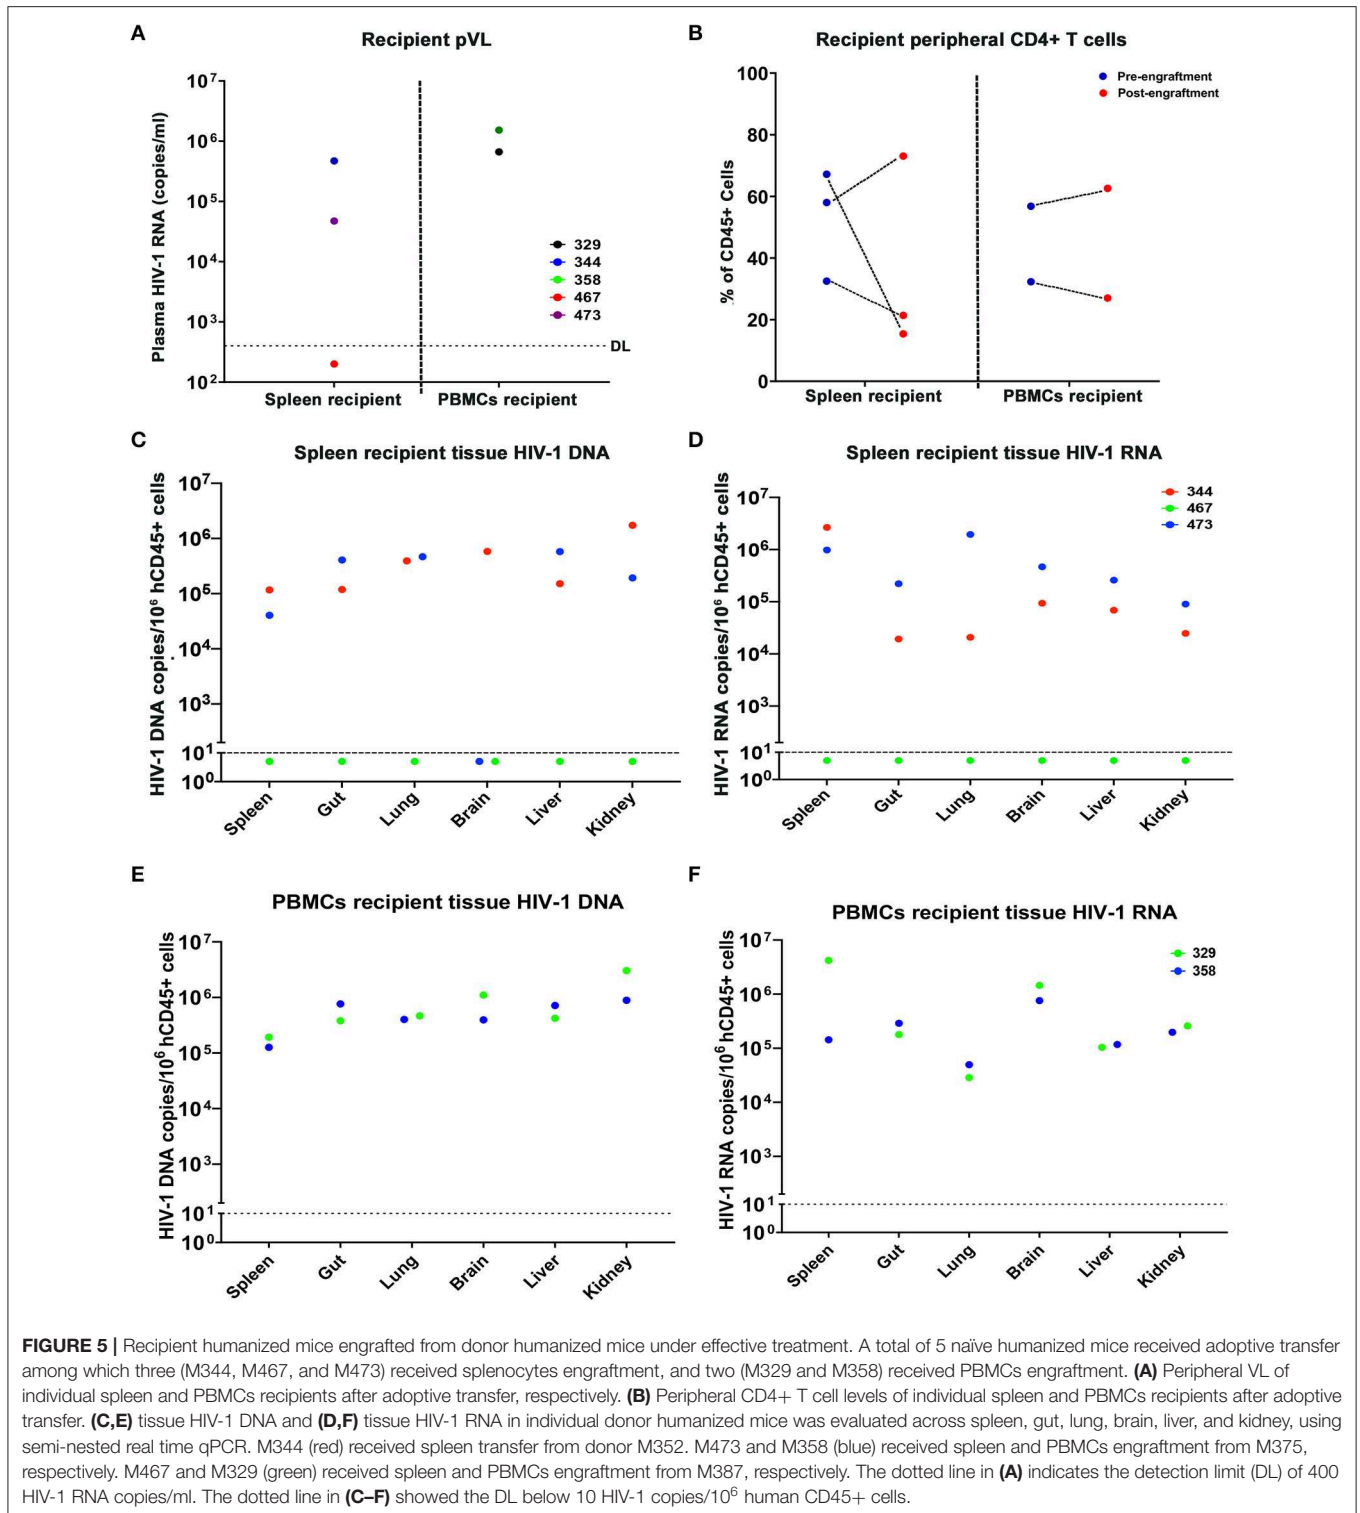 A
Recipient pVL
Plasma HIV-1 RNA (copies/ml)
10⁷
10⁶
10⁵
10⁴
10³
10²
329
344
358
467
473
DL
Spleen recipient
PBMCs recipient
B
Recipient peripheral CD4+ T cells
% of CD45+ Cells
100
80
60
40
20
0
Pre-engraftment
Post-engraftment
Spleen recipient
PBMCs recipient
C
Spleen recipient tissue HIV-1 DNA
HIV-1 DNA copies/10⁶ hCD45+ cells
10⁷
10⁶
10⁵
10⁴
10³
10¹
10⁰
Spleen
Gut
Lung
Brain
Liver
Kidney
D
Spleen recipient tissue HIV-1 RNA
HIV-1 RNA copies/10⁶ hCD45+ cells
10⁷
10⁶
10⁵
10⁴
10³
10¹
10⁰
344
467
473
Spleen
Gut
Lung
Brain
Liver
Kidney
E
PBMCs recipient tissue HIV-1 DNA
HIV-1 DNA copies/10⁶ hCD45+ cells
10⁷
10⁶
10⁵
10⁴
10³
10¹
10⁰
Spleen
Gut
Lung
Brain
Liver
Kidney
F
PBMCs recipient tissue HIV-1 RNA
HIV-1 RNA copies/10⁶ hCD45+ cells
10⁷
10⁶
10⁵
10⁴
10³
10¹
10⁰
329
358
Spleen
Gut
Lung
Brain
Liver
Kidney
FIGURE 5 | Recipient humanized mice engrafted from donor humanized mice under effective treatment. A total of 5 naïve humanized mice received adoptive transfer
among which three (M344, M467, and M473) received splenocytes engraftment, and two (M329 and M358) received PBMCs engraftment. (A) Peripheral VL of
individual spleen and PBMCs recipients after adoptive transfer, respectively. (B) Peripheral CD4+ T cell levels of individual spleen and PBMCs recipients after adoptive
transfer. (C,E) tissue HIV-1 DNA and (D,F) tissue HIV-1 RNA in individual donor humanized mice was evaluated across spleen, gut, lung, brain, liver, and kidney, using
semi-nested real time qPCR. M344 (red) received spleen transfer from donor M352. M473 and M358 (blue) received spleen and PBMCs engraftment from M375,
respectively. M467 and M329 (green) received spleen and PBMCs engraftment from M387, respectively. The dotted line in (A) indicates the detection limit (DL) of 400
HIV-1 RNA copies/ml. The dotted line in (C–F) showed the DL below 10 HIV-1 copies/10⁶ human CD45+ cells.